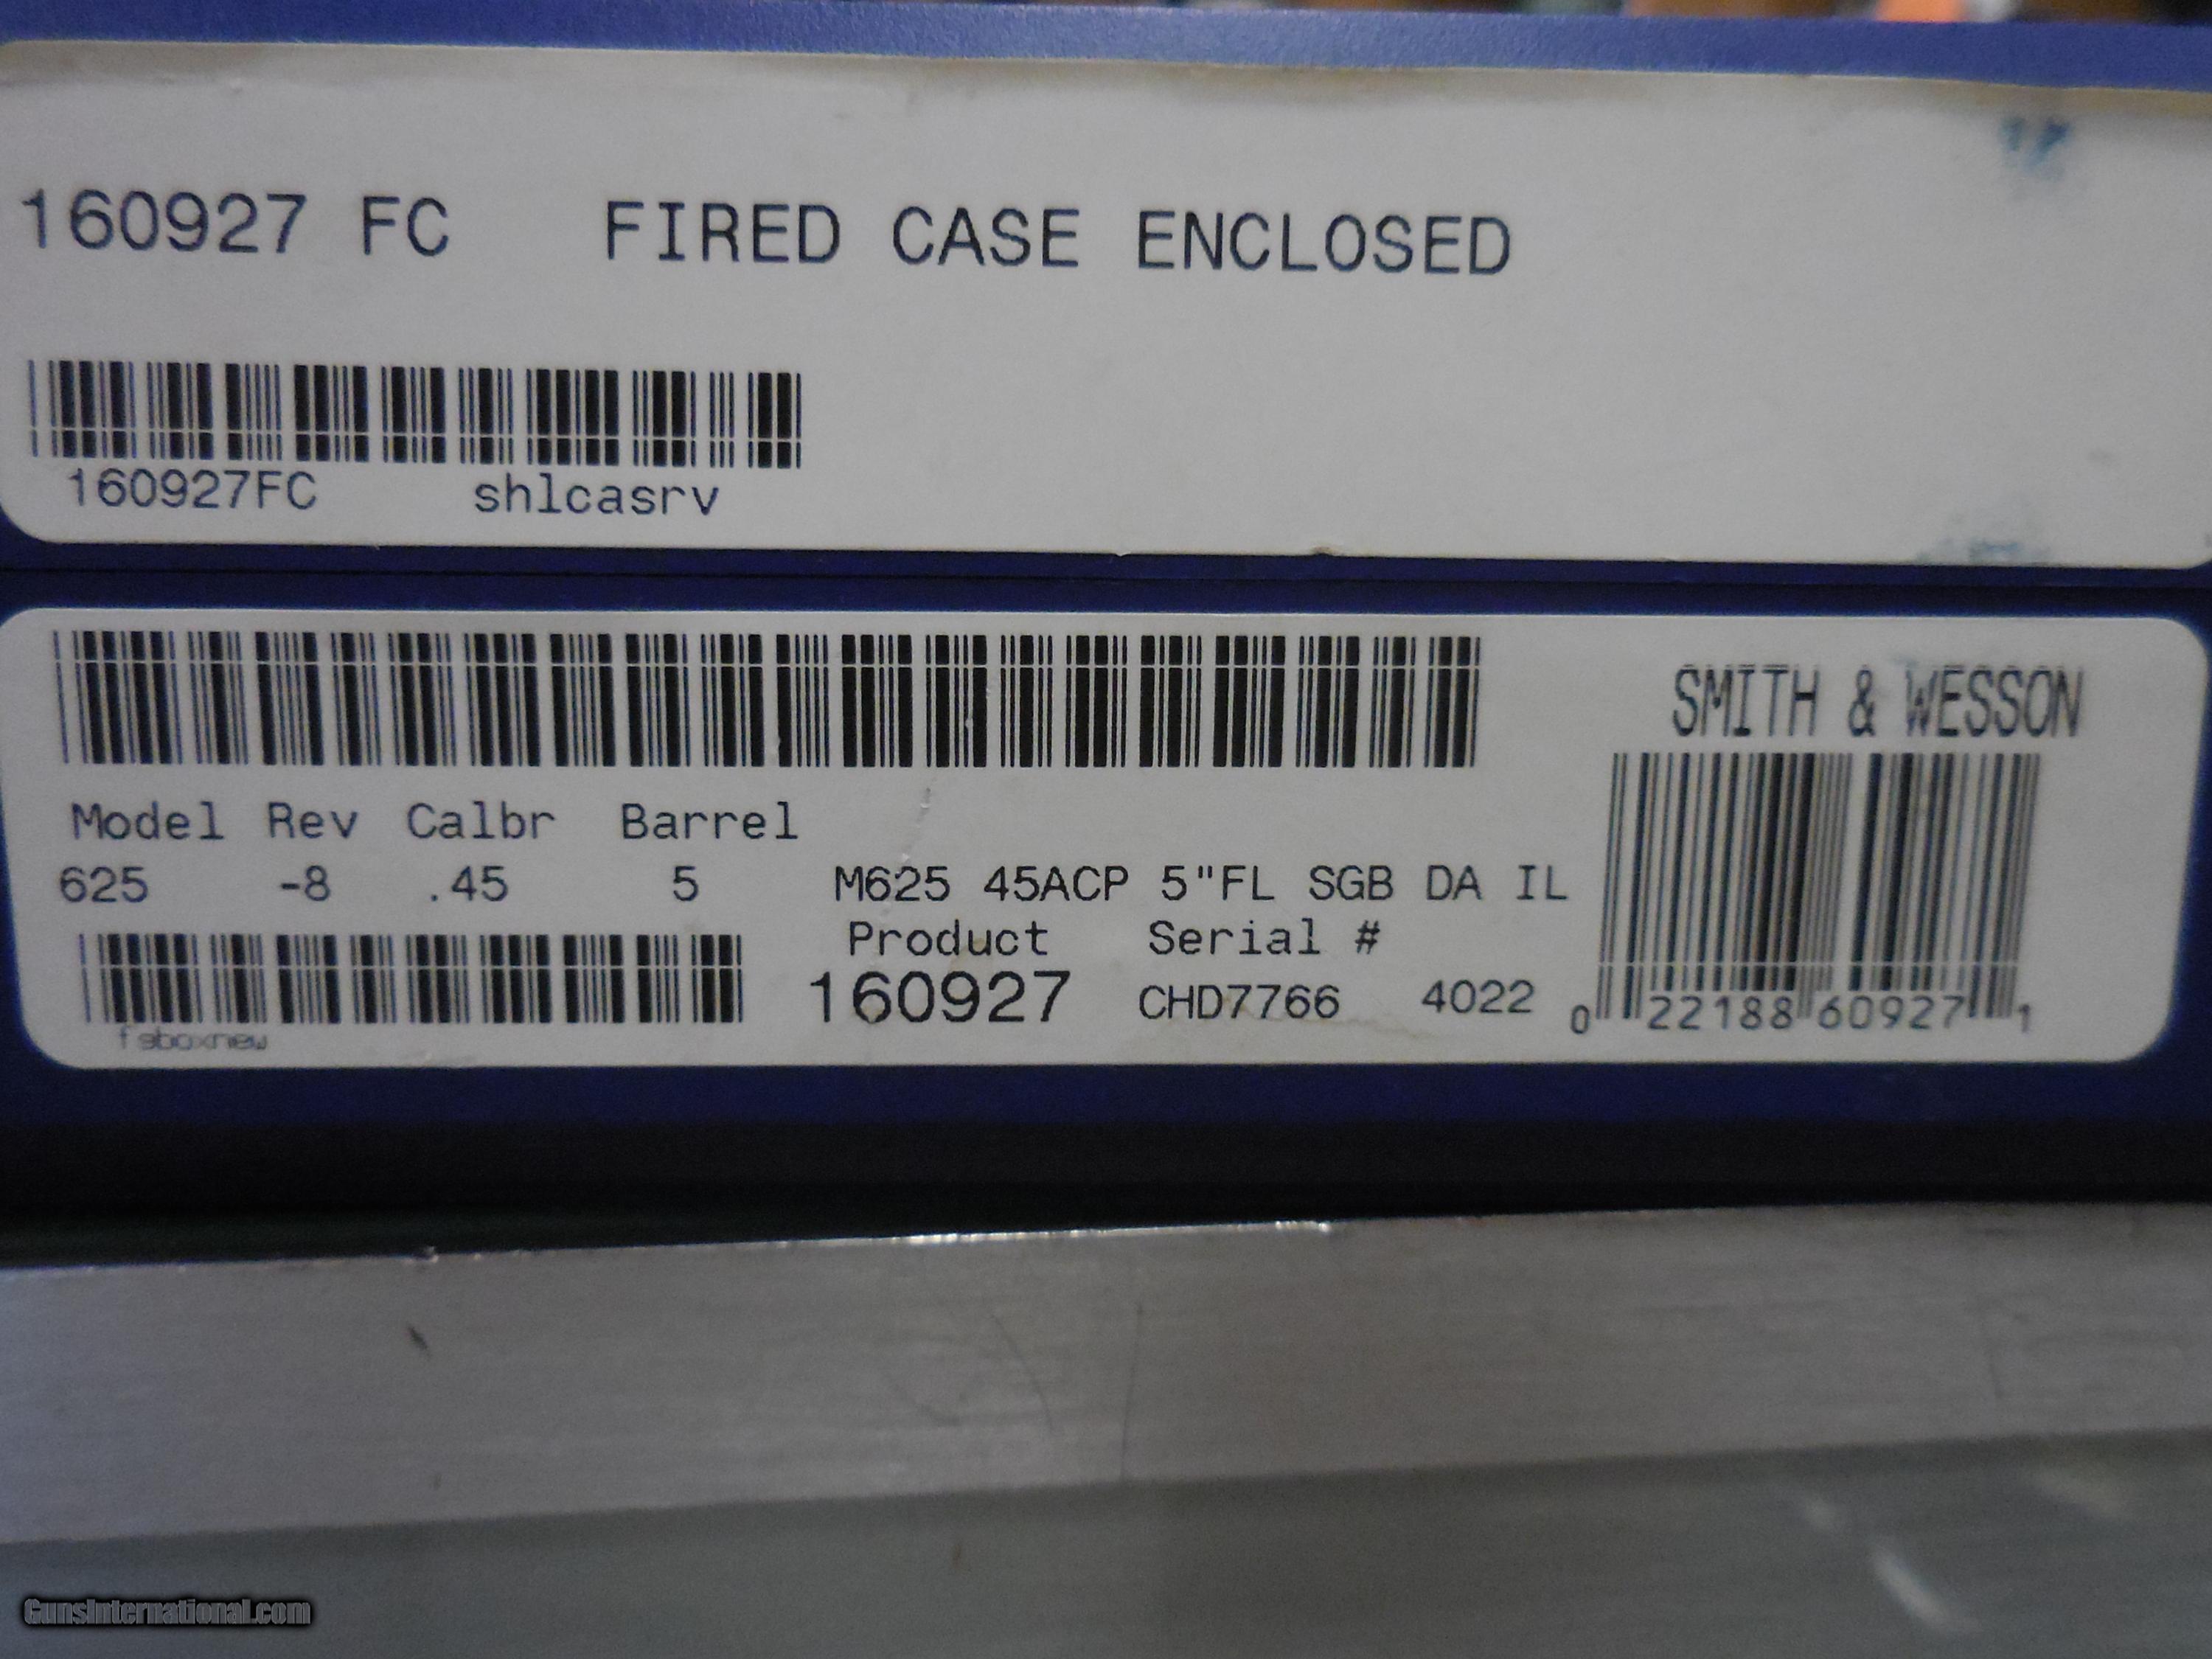 160927 FC FIRED CASE ENCLOSED
160927FC shlcasrv
SMITH & WESSON
Model Rev Calbr Barrel
625 -8 .45 5 M625 45ACP 5"FL SGB DA IL
Product Serial #
160927 CHD7766 4022
0 22188 60927 1
fsboxnew
GunsInternational.com